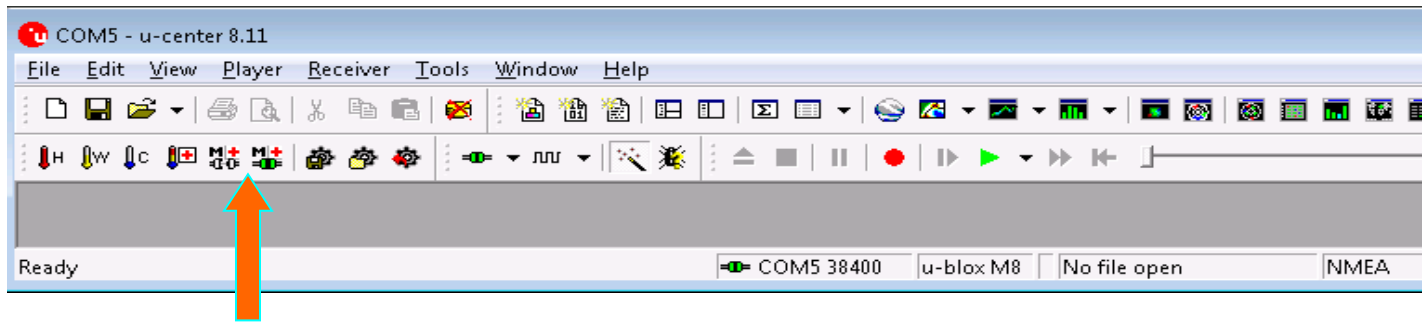 COM5 - u-center 8.11
File Edit View Player Receiver Tools Window Help
H W C
Ready COM5 38400 u-blox M8 No file open NMEA